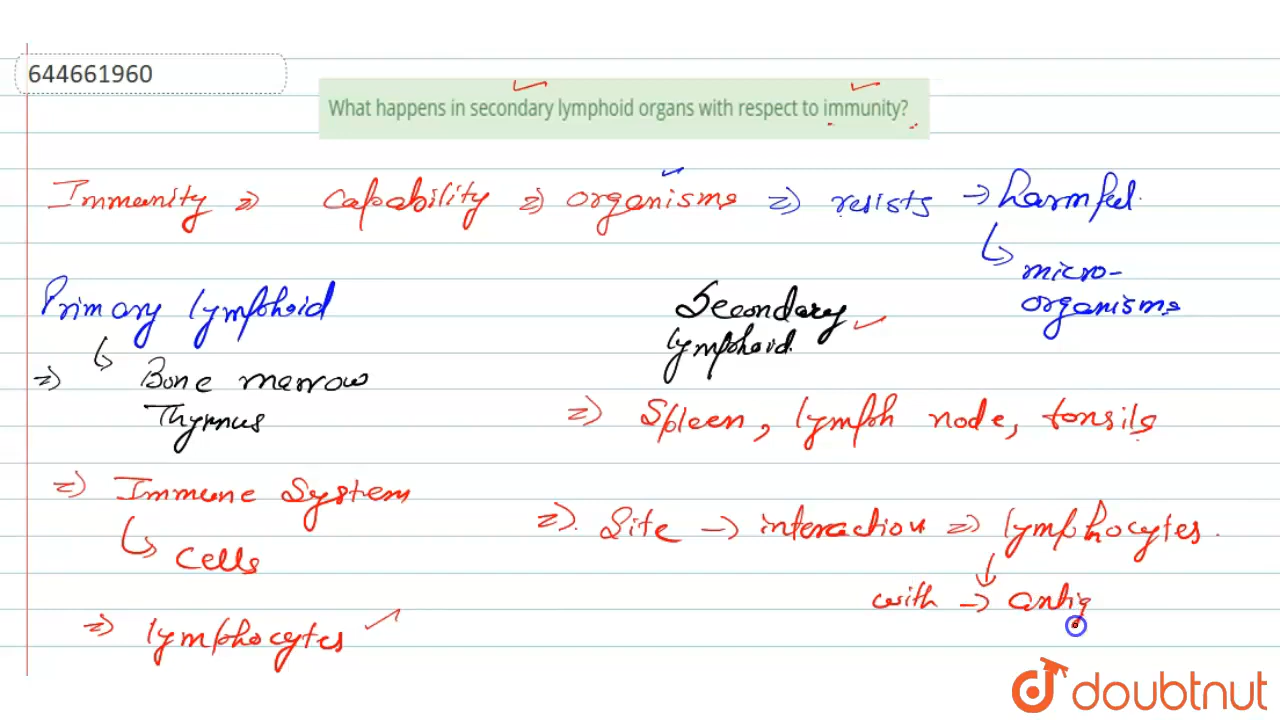 644661960
What happens in secondary lymphoid organs with respect to immunity?
Immunity ⇒ Capability ⇒ organisms ⇒ resists → harmful
↳ micro-
organisms
Primary lymphoid
↳
⇒ Bone marrow
Thymus
⇒ Immune System
↳ Cells
⇒ lymphocytes
Secondary
lymphoid.
⇒ Spleen, lymph node, tonsils
⇒. Site → interaction ⇒ lymphocytes.
with → antig
doubtnut